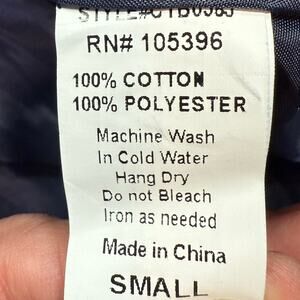 RN# 105396
100% COTTON
100% POLYESTER
Machine Wash
In Cold Water
Hang Dry
Do not Bleach
Iron as needed
Made in China
SMALL